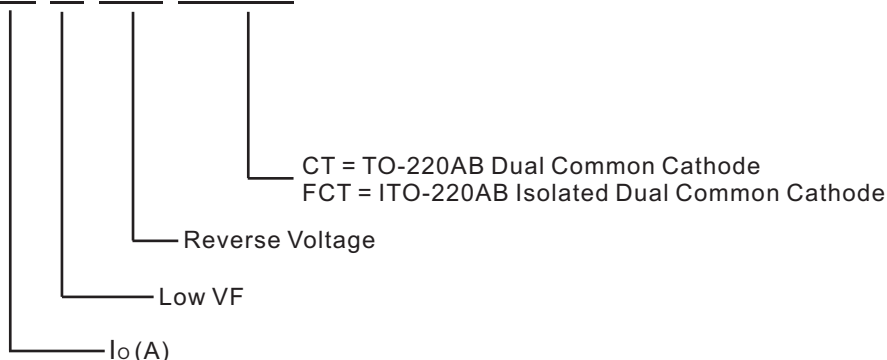 CT = TO-220AB Dual Common Cathode
FCT = ITO-220AB Isolated Dual Common Cathode
Reverse Voltage
Low VF
Io(A)